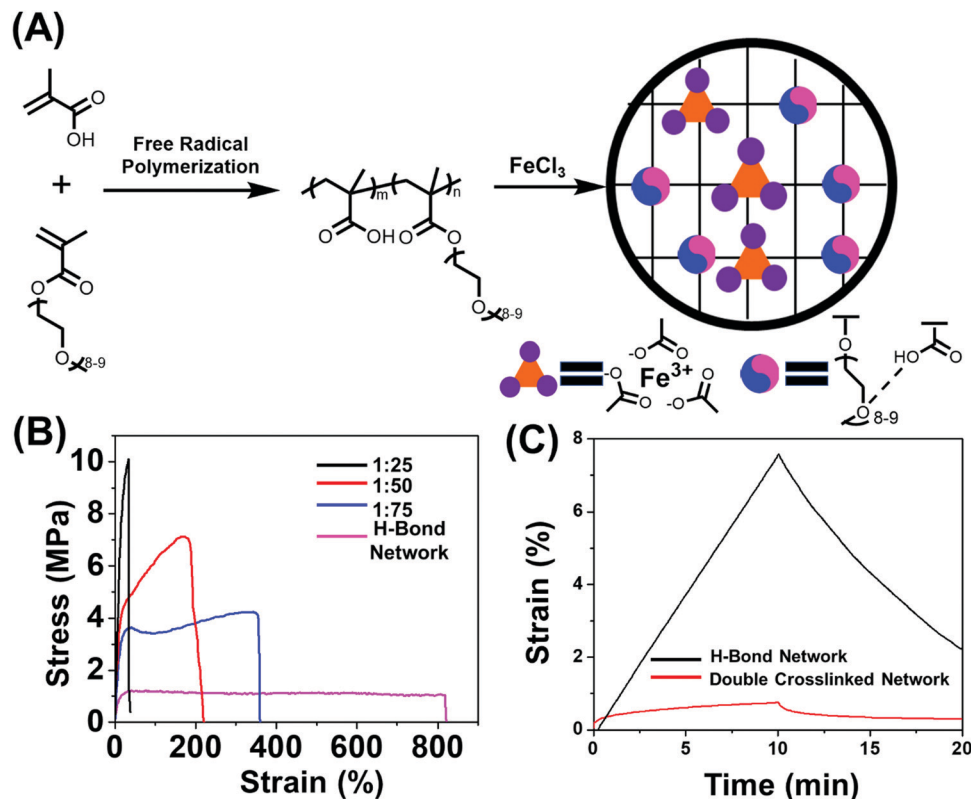 (A)
O
OH
+
Free Radical
Polymerization
O
O
8-9
O
m
n
O
OH
O
O
O
8-9
FeCl3
-O
O
-O
O
Fe3+
-O
O
O
O
8-9
HO
O
(B)
Stress (MPa)
10
8
6
4
2
0
1:25
1:50
1:75
H-Bond
Network
0
200
400
600
800
Strain (%)
(C)
Strain (%)
8
6
4
2
0
H-Bond Network
Double Crosslinked Network
0
5
10
15
20
Time (min)